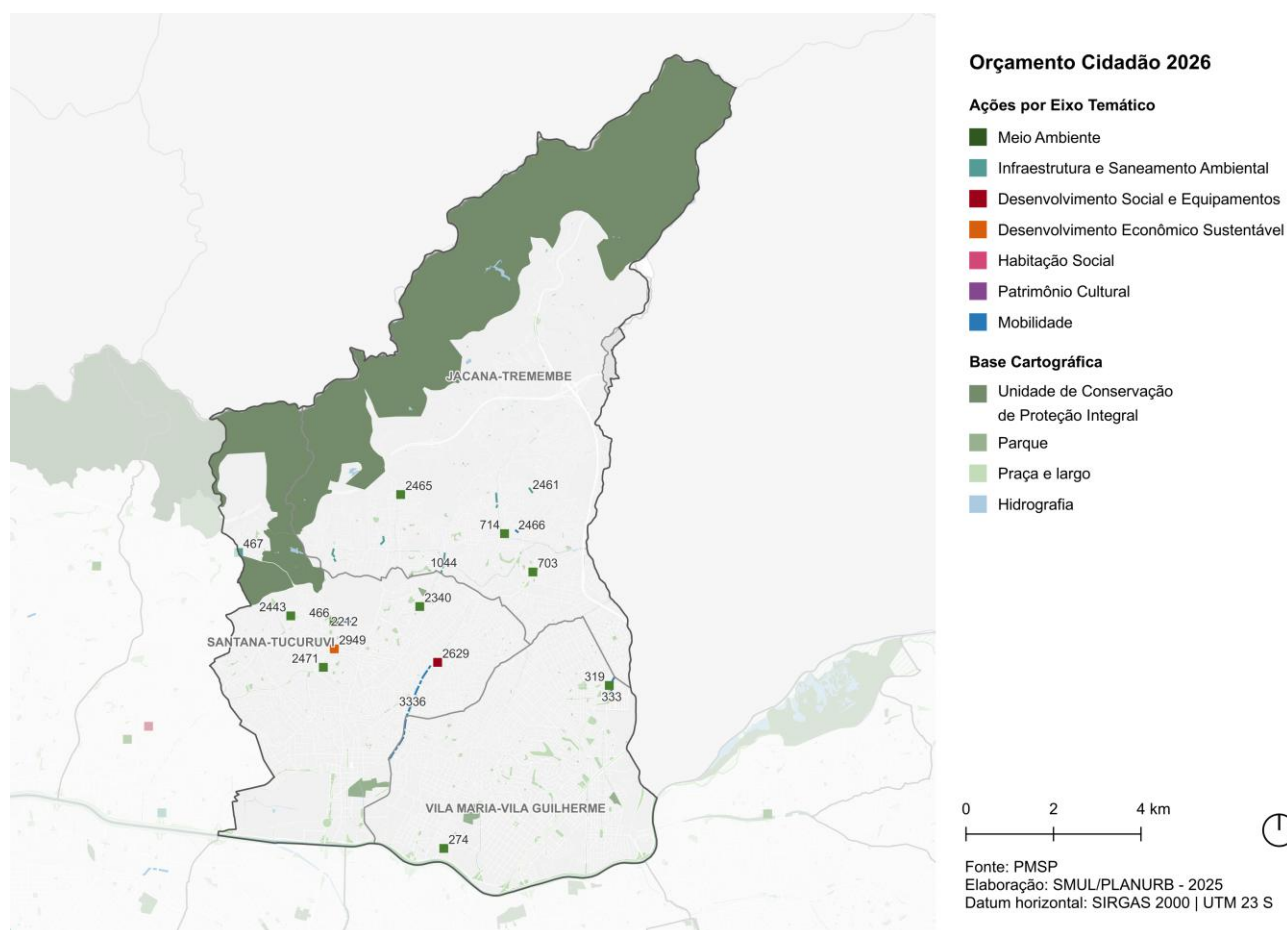 Orçamento Cidadão 2026
Ações por Eixo Temático
Meio Ambiente
Infraestrutura e Saneamento Ambiental
Desenvolvimento Social e Equipamentos
Desenvolvimento Econômico Sustentável
Habitação Social
Patrimônio Cultural
Mobilidade
Base Cartográfica
Unidade de Conservação
de Proteção Integral
Parque
Praça e largo
Hidrografia
JACANA-TREMEMBE
2465
2461
714
2466
467
1044
703
2443
466
2212
2340
SANTANA-TUCURUVI
2949
2471
2629
319
333
3336
VILA MARIA-VILA GUILHERME
274
0 2 4 km
Fonte: PMSP
Elaboração: SMUL/PLANURB - 2025
Datum horizontal: SIRGAS 2000 | UTM 23 S